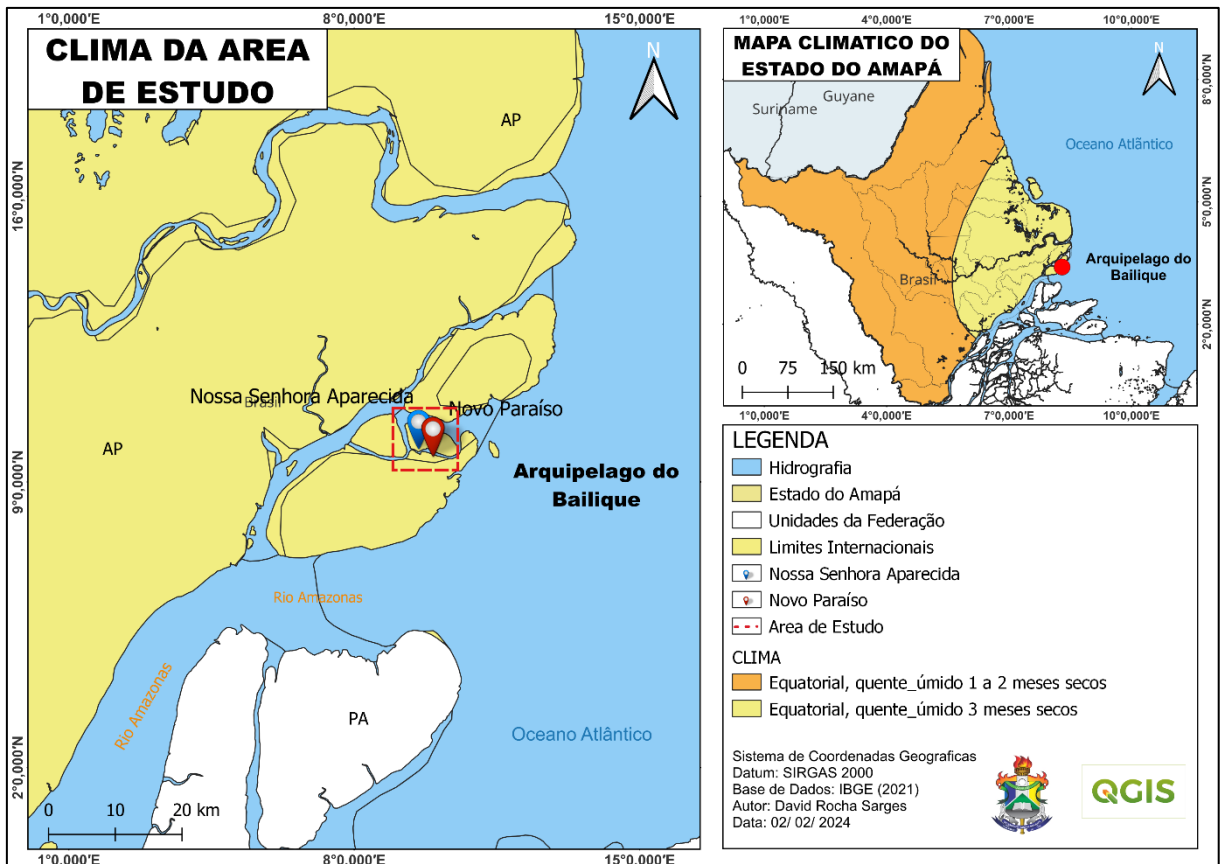 1°0,000'E 8°0,000'E 15°0,000'E
CLIMA DA AREA
DE ESTUDO
N
AP
16°0,000'N
Nossa Senhora Aparecida
Brasil
Novo Paraíso
AP
Arquipelago do
Bailique
9°0,000'N
Rio Amazonas
Rio Amazonas
PA
Oceano Atlântico
2°0,000'N
0 10 20 km
1°0,000'E 8°0,000'E 15°0,000'E
1°0,000'E 4°0,000'E 7°0,000'E 10°0,000'E
MAPA CLIMATICO DO
ESTADO DO AMAPÁ
N
8°0,000'N
Guyane
Suriname
Oceano Atlãntico
5°0,000'N
Arquipelago do
Bailique
Brasil
2°0,000'N
0 75 150 km
1°0,000'E 4°0,000'E 7°0,000'E 10°0,000'E
LEGENDA
Hidrografia
Estado do Amapá
Unidades da Federação
Limites Internacionais
Nossa Senhora Aparecida
Novo Paraíso
Area de Estudo
CLIMA
Equatorial, quente_úmido 1 a 2 meses secos
Equatorial, quente_úmido 3 meses secos
Sistema de Coordenadas Geograficas
Datum: SIRGAS 2000
Base de Dados: IBGE (2021)
Autor: David Rocha Sarges
Data: 02/ 02/ 2024
QGIS